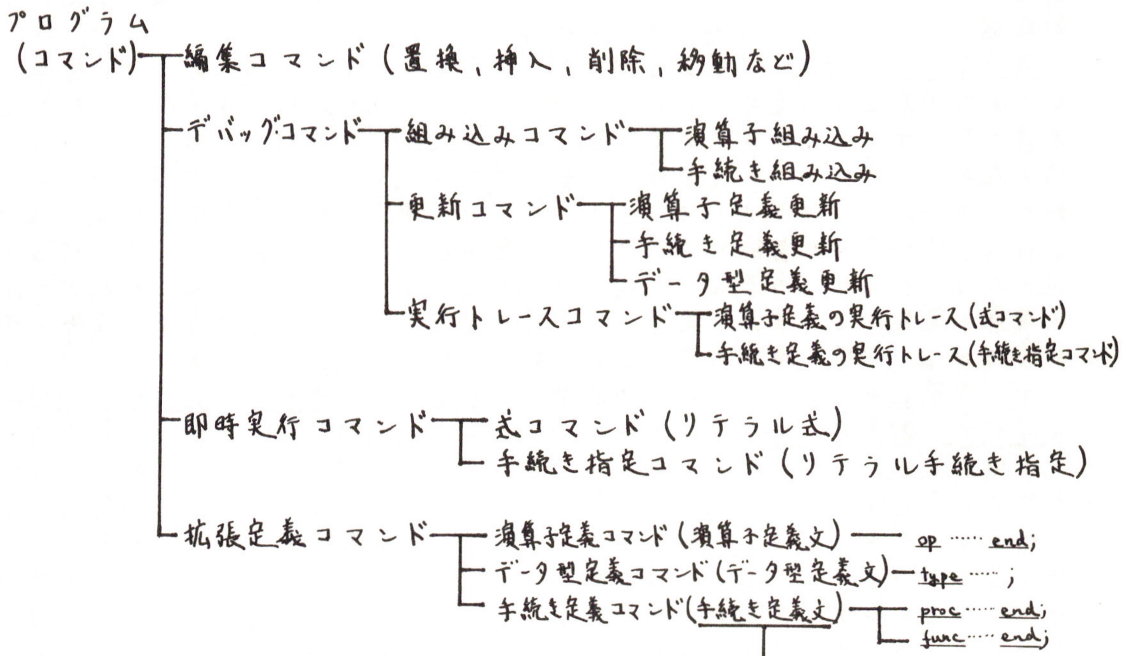 プログラム
(コマンド) 編集コマンド (置換, 挿入, 削除, 移動など)
デバッグコマンド 組み込みコマンド 演算子組み込み
手続き組み込み
更新コマンド 演算子定義更新
手続き定義更新
データ型定義更新
実行トレースコマンド 演算子定義の実行トレース(式コマンド)
手続き定義の実行トレース(手続き指定コマンド)
即時実行コマンド 式コマンド (リテラル式)
手続き指定コマンド (リテラル手続き指定)
拡張定義コマンド 演算子定義コマンド (演算子定義文) op …… end;
データ型定義コマンド (データ型定義文) type …… ;
手続き定義コマンド (手続き定義文) proc …… end;
func …… end;